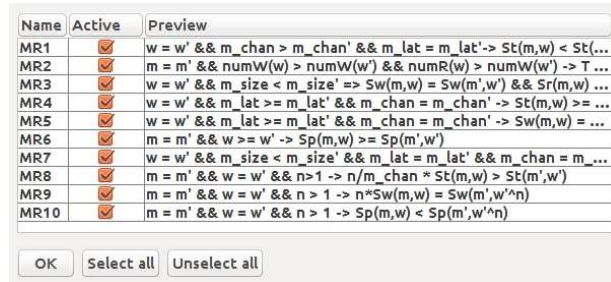 Name Active Preview
MR1 w = w' && m_chan > m_chan' && m_lat = m_lat'-> St(m,w) < St(...
MR2 m = m' && numW(w) > numW(w') && numR(w) > numW(w') -> T ...
MR3 w = w' && m_size < m_size' => Sw(m,w) = Sw(m',w') && Sr(m,w) ...
MR4 w = w' && m_lat >= m_lat' && m_chan = m_chan' -> St(m,w) >= ...
MR5 w = w' && m_lat >= m_lat' && m_chan = m_chan' -> Sw(m,w) = ...
MR6 m = m' && w >= w' -> Sp(m,w) >= Sp(m',w')
MR7 w = w' && m_size < m_size' && m_lat = m_lat' && m_chan = m_...
MR8 m = m' && w = w' && n>1 -> n/m_chan * St(m,w) > St(m',w')
MR9 m = m' && w = w' && n > 1 -> n*Sw(m,w) = Sw(m',w'^n)
MR10 m = m' && w = w' && n > 1 -> Sp(m,w) < Sp(m',w'^n)
OK Select all Unselect all